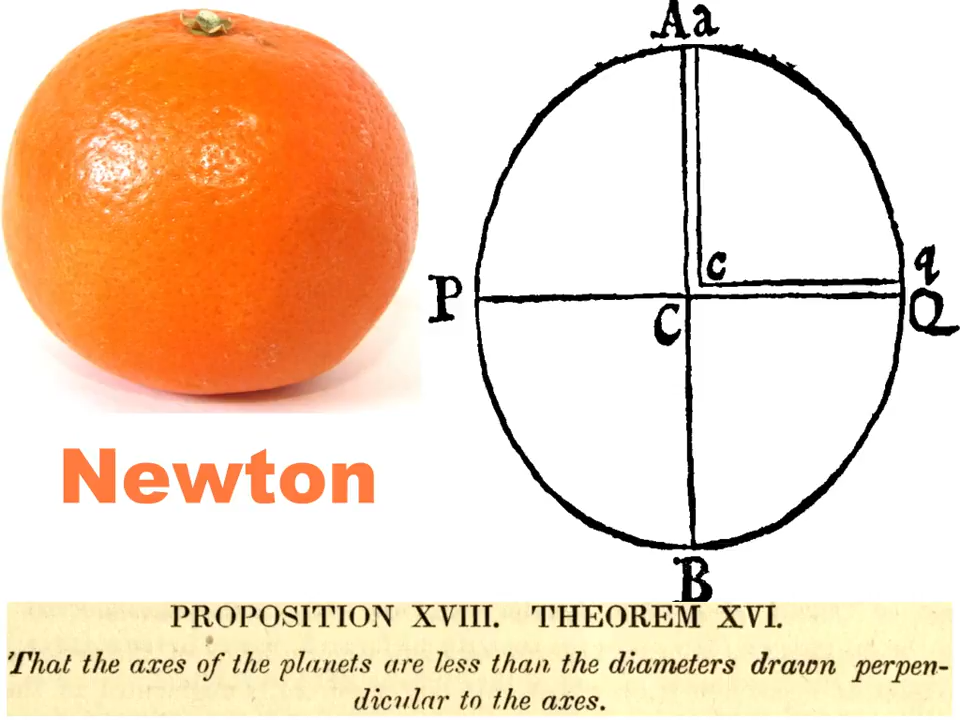 Aa
P
c
q
C
Q
Newton
B
PROPOSITION XVIII. THEOREM XVI.
That the axes of the planets are less than the diameters drawn perpen-
dicular to the axes.